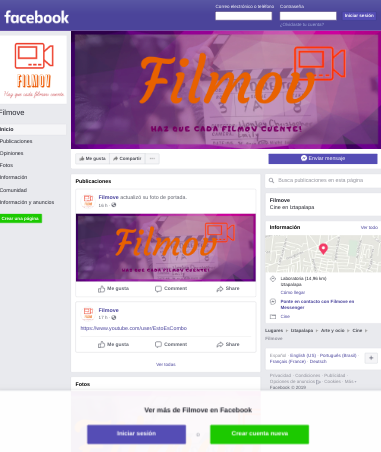 facebook
Correo electrónico o teléfono
Contraseña
Iniciar sesión
¿Olvidaste tu cuenta?
FILMOV
Haz que cada filmov cuente
Filmove
Inicio
Publicaciones
Opiniones
Fotos
Información
Comunidad
Información y anuncios
Crear una página
Filmov
HAZ QUE CADA FILMOV CUENTE!
Me gusta
Compartir
Enviar mensaje
Publicaciones
Filmove actualizó su foto de portada.
16 h
Filmov
HAZ QUE CADA FILMOV CUENTE!
Me gusta
Comment
Share
Filmove
17 h
https://www.youtube.com/user/EstoEsCombo
Me gusta
Comment
Share
Ver todas
Fotos
Busca publicaciones en esta página
Filmove
Cine en Iztapalapa
Información
Ver todo
Laboratoria (14,96 km)
Iztapalapa
Cómo llegar
Ponte en contacto con Filmove en
Messenger
Cine
Lugares
Iztapalapa
Arte y ocio
Cine
Filmove
Español · English (US) · Português (Brasil) ·
Français (France) · Deutsch
Privacidad · Condiciones · Publicidad ·
Opciones de anuncios · Cookies · Más
Facebook © 2019
Ver más de Filmove en Facebook
Iniciar sesión
o
Crear cuenta nueva